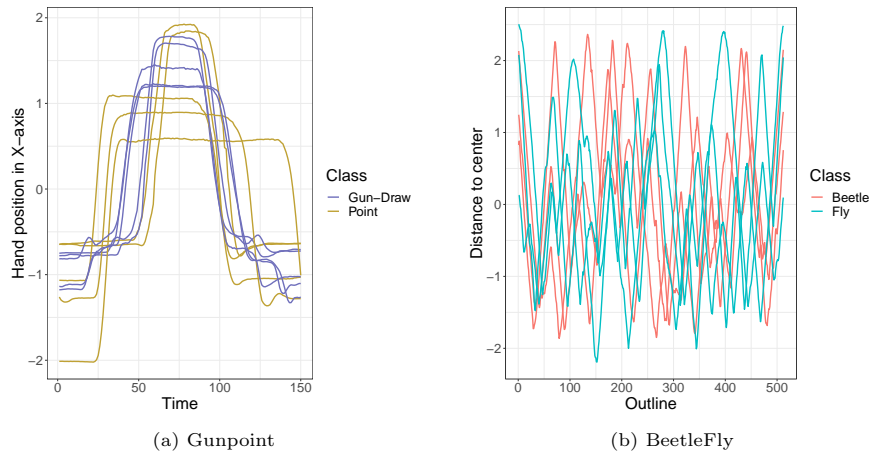 Hand position in X−axis
2
1
0
−1
−2
0
50
100
150
Time
Class
Gun−Draw
Point
(a) Gunpoint
Distance to center
2
1
0
−1
−2
0
100
200
300
400
500
Outline
Class
Beetle
Fly
(b) BeetleFly